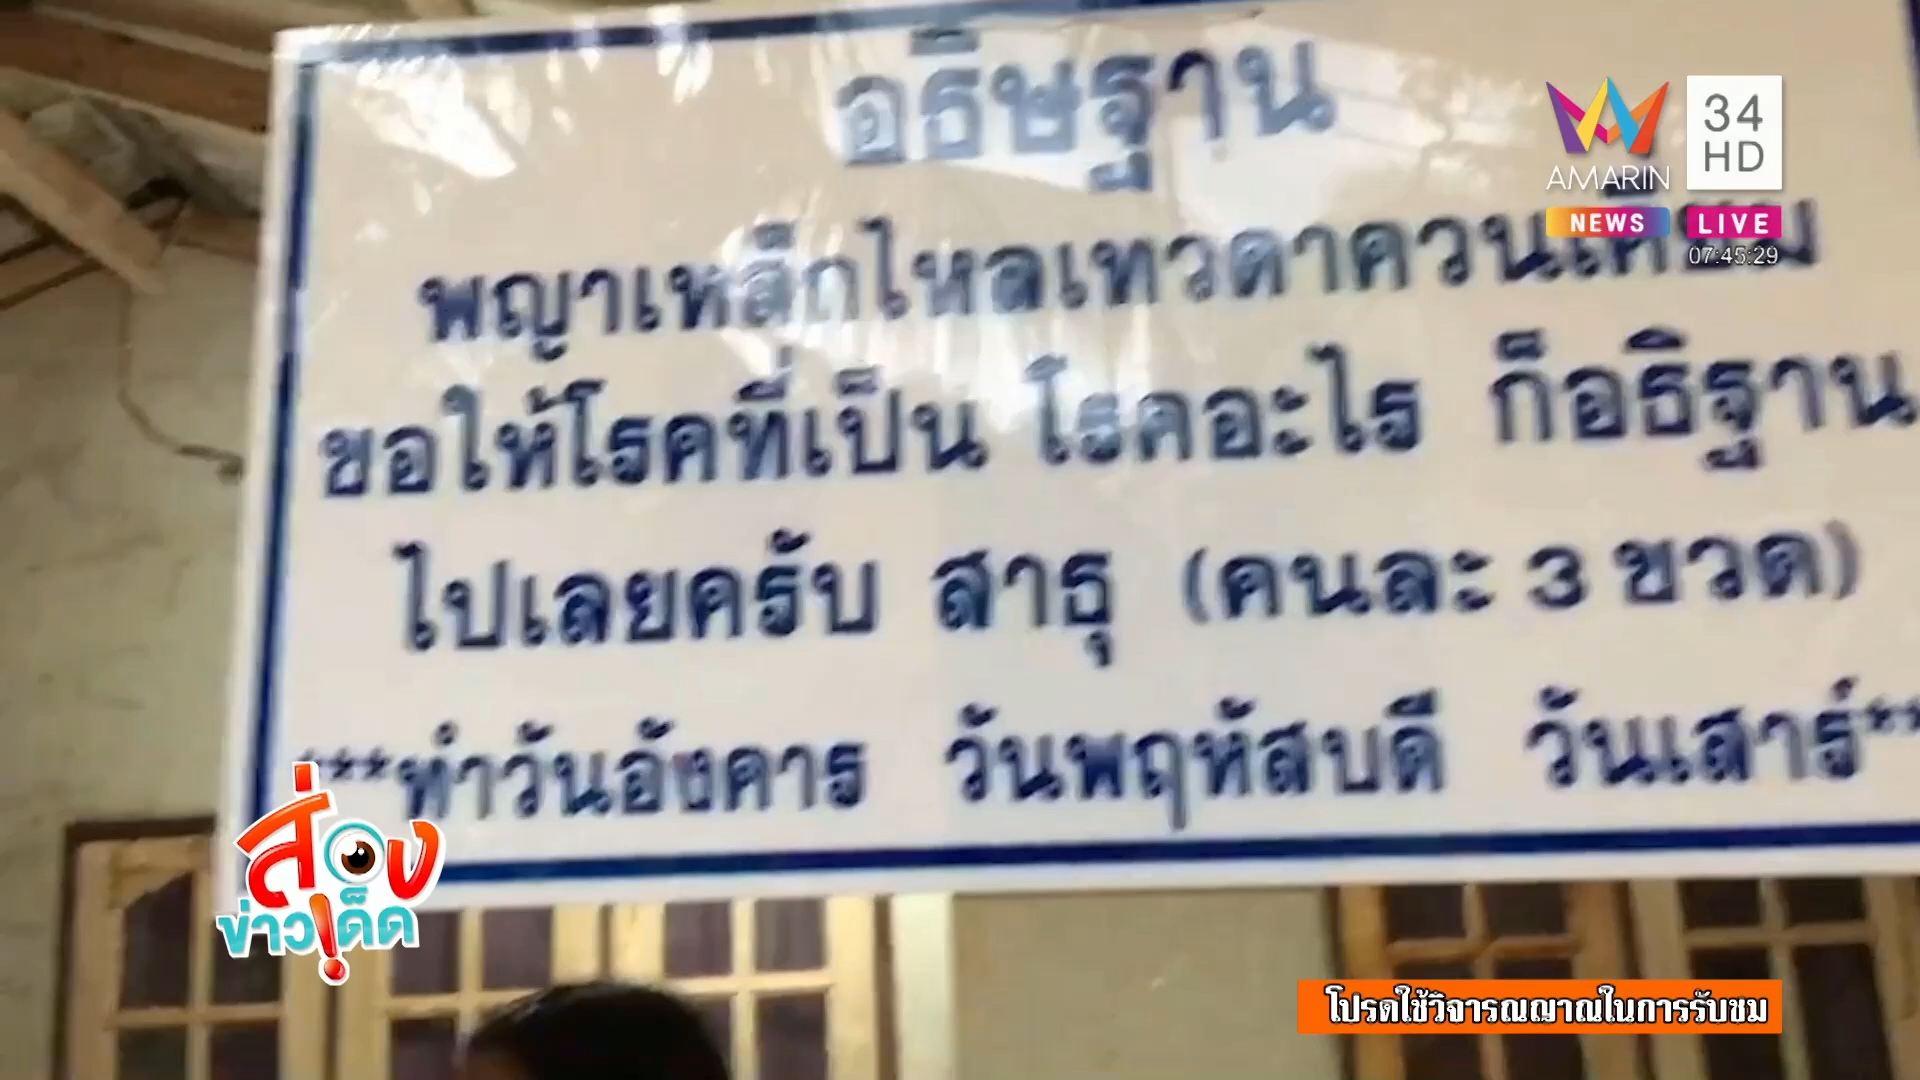 อธิษฐาน
พญาเหล็กไหลเทวดาควนเคี่ยม
ขอให้โรคที่เป็น โรคอะไร ก็อธิฐาน
ไปเลยครับ สาธุ (คนละ 3 ขวด)
***ทำวันอังคาร วันพฤหัสบดี วันเสาร์**
AMARIN
34
HD
NEWS
LIVE
07:45:29
ส่อง
ข่าวเด็ด
โปรดใช้วิจารณญาณในการรับชม